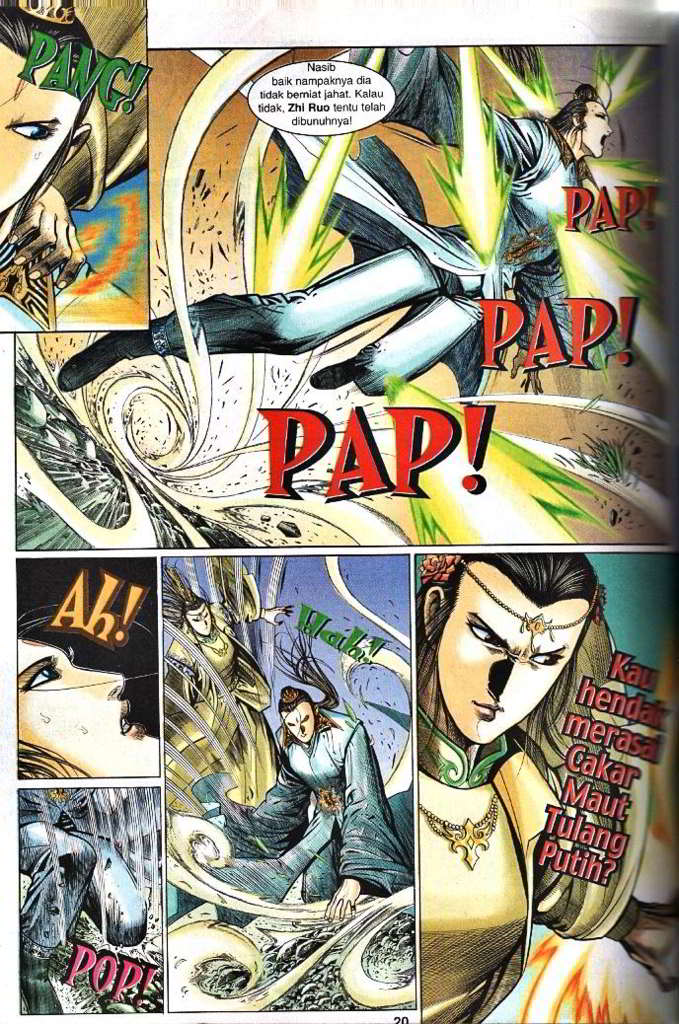 PANG!
Nasib
baik nampaknya dia
tidak berniat jahat. Kalau
tidak, Zhi Ruo tentu telah
dibunuhnya!
PAP!
PAP!
PAP!
Ah!
POP!
Uah!
Kau
hendak
merasai
Cakar
Maut
Tulang
Putih?
20